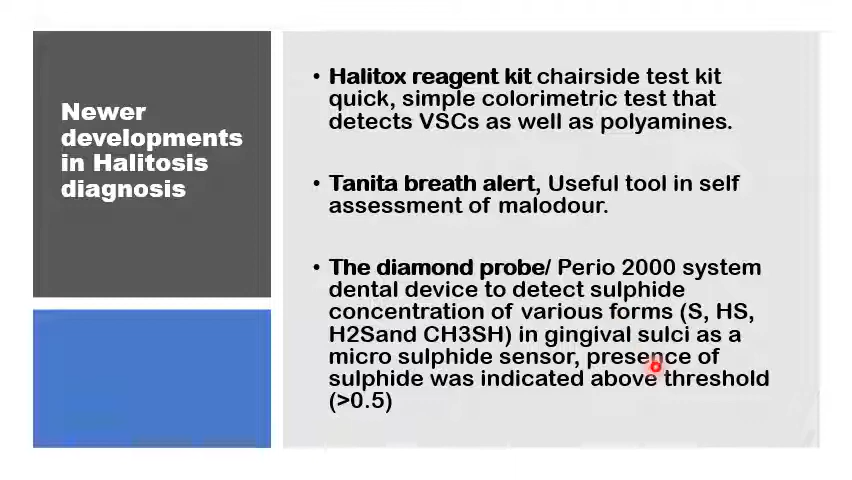 Newer
developments
in Halitosis
diagnosis
• Halitox reagent kit chairside test kit
quick, simple colorimetric test that
detects VSCs as well as polyamines.
• Tanita breath alert, Useful tool in self
assessment of malodour.
• The diamond probe/ Perio 2000 system
dental device to detect sulphide
concentration of various forms (S, HS,
H2Sand CH3SH) in gingival sulci as a
micro sulphide sensor, presence of
sulphide was indicated above threshold
(>0.5)